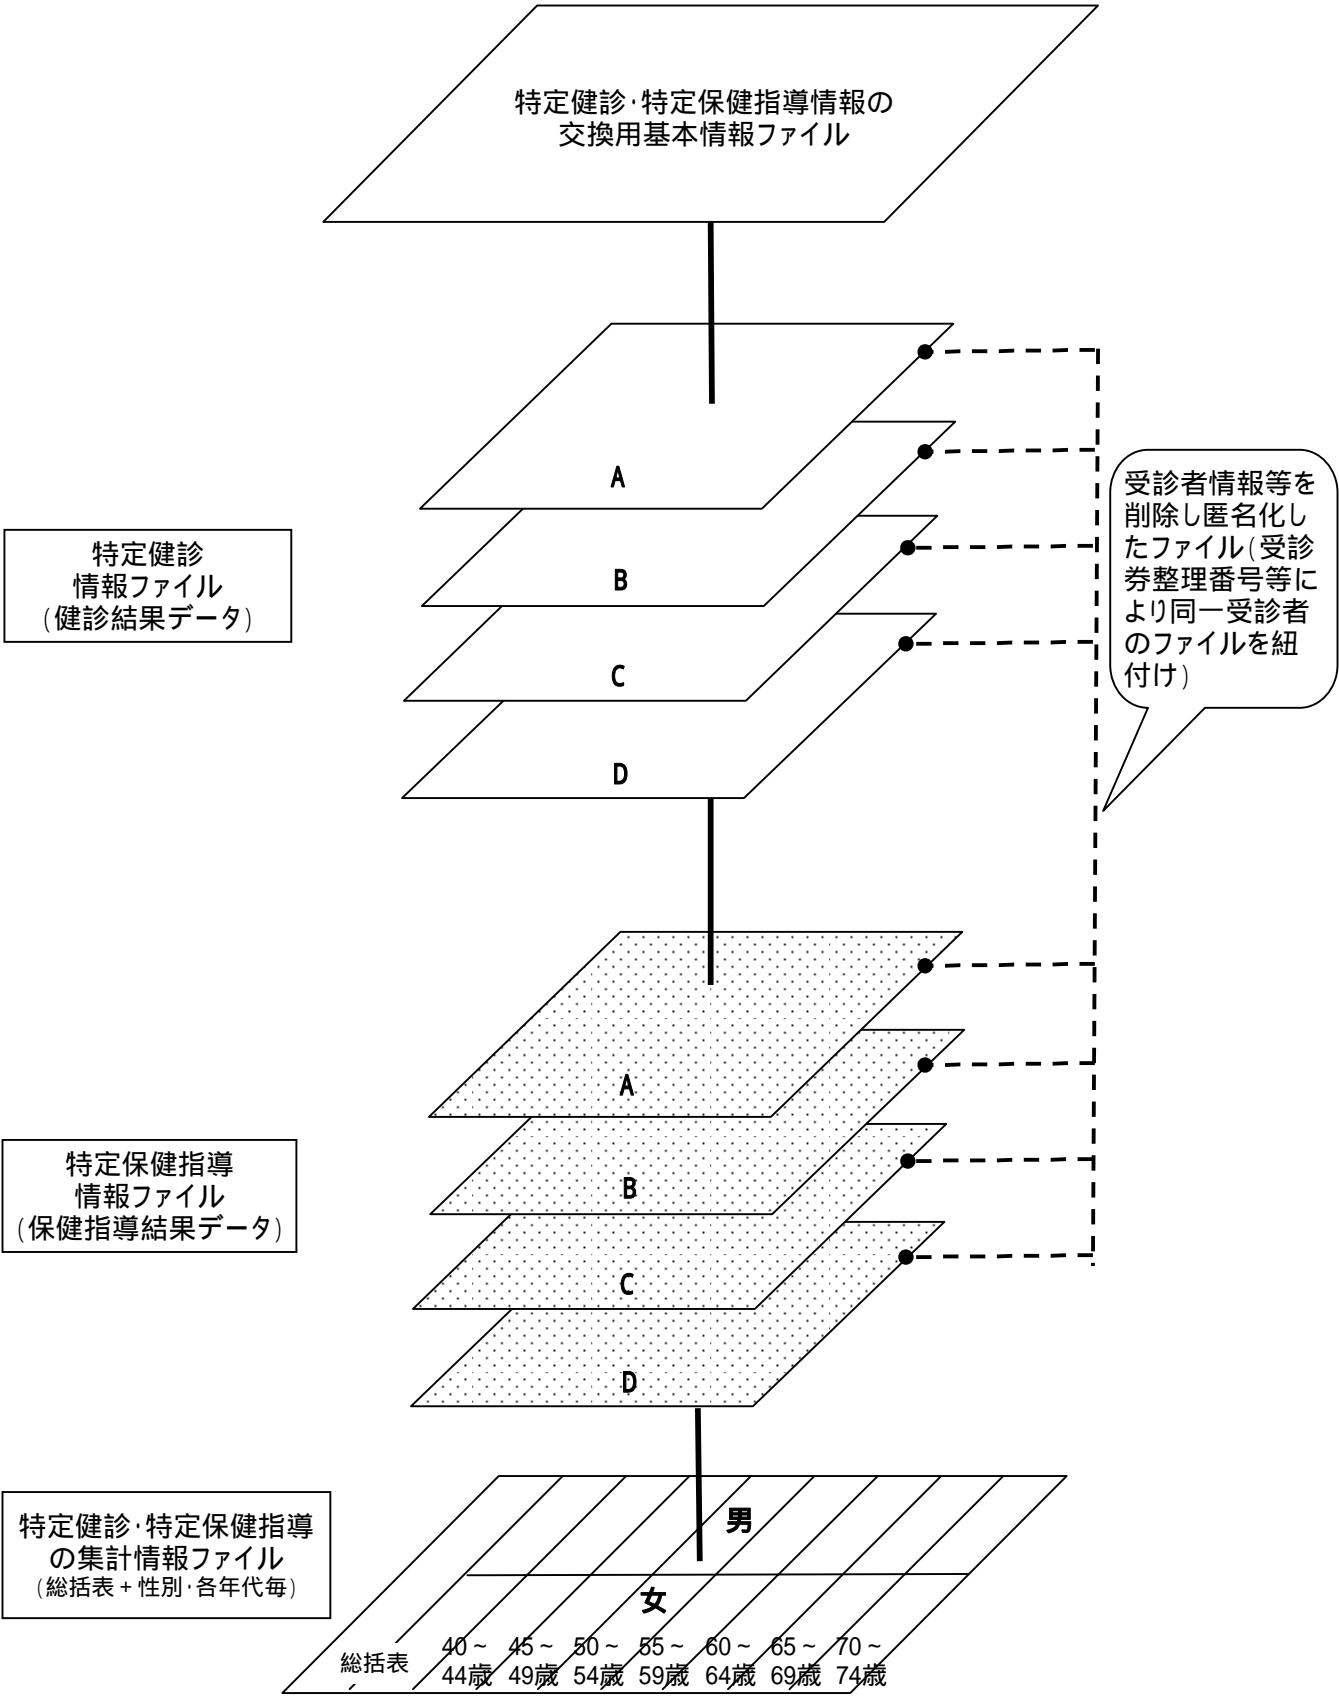 特定健診・特定保健指導情報の
交換用基本情報ファイル
A
B
C
D
特定健診
情報ファイル
(健診結果データ)
受診者情報等を
削除し匿名化し
たファイル(受診
券整理番号等に
より同一受診者
のファイルを紐
付け)
A
B
C
D
特定保健指導
情報ファイル
(保健指導結果データ)
特定健診・特定保健指導
の集計情報ファイル
(総括表+性別・各年代毎)
男
女
総括表
40~
44歳
45~
49歳
50~
54歳
55~
59歳
60~
64歳
65~
69歳
70~
74歳